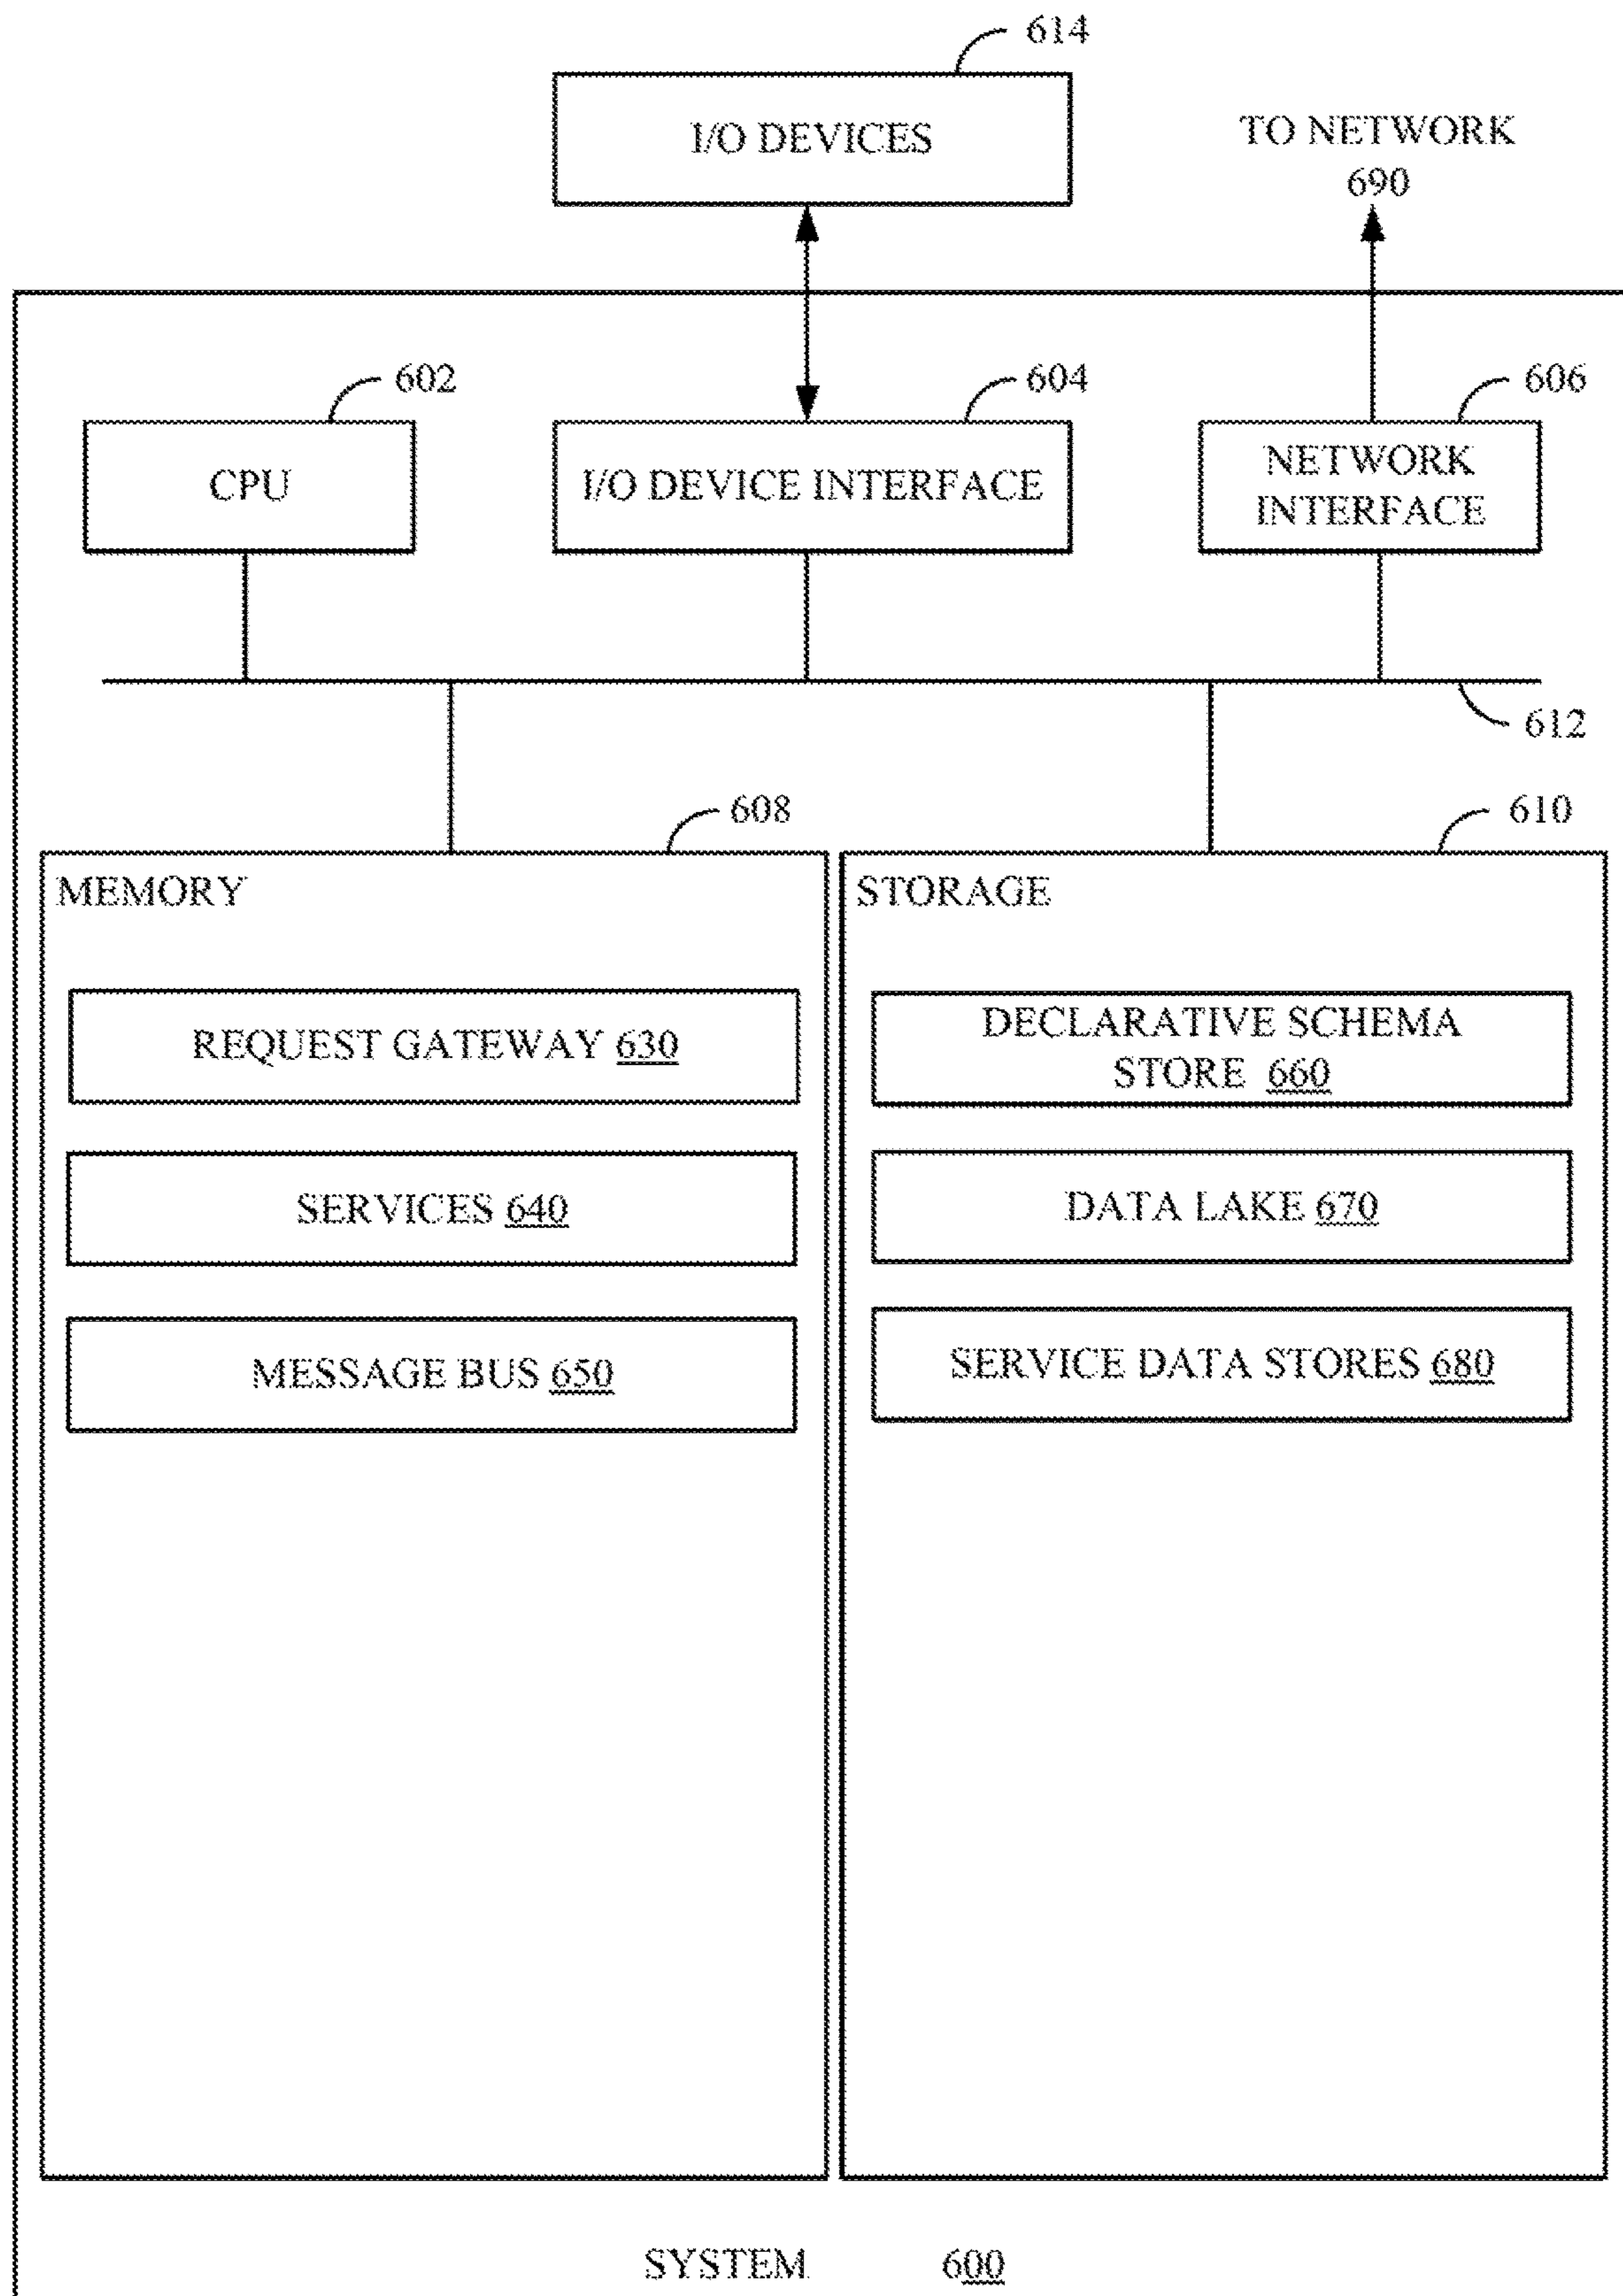 614
I/O DEVICES
TO NETWORK
690
602
604
606
CPU
I/O DEVICE INTERFACE
NETWORK
INTERFACE
612
608
610
MEMORY
STORAGE
REQUEST GATEWAY 630
DECLARATIVE SCHEMA
STORE 660
SERVICES 640
DATA LAKE 670
MESSAGE BUS 650
SERVICE DATA STORES 680
SYSTEM 600